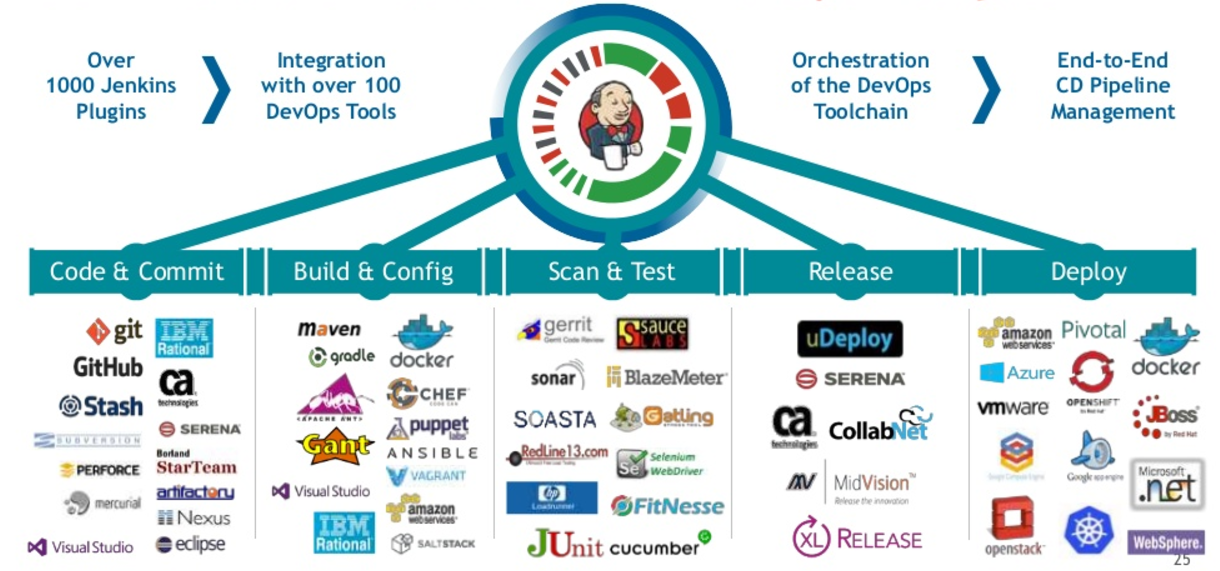 Over
1000 Jenkins
Plugins
Integration
with over 100
DevOps Tools
Orchestration
of the DevOps
Toolchain
End-to-End
CD Pipeline
Management
Code & Commit
Build & Config
Scan & Test
Release
Deploy
git
IBM
Rational
GitHub
ca
technologies
Stash
SUBVERSION
SERENA
PERFORCE
Borland
StarTeam
mercurial
artifactory
Nexus
Visual Studio
eclipse
maven
gradle
docker
APACHE ANT
CHEF
Gant
puppet
labs
ANSIBLE
VAGRANT
Visual Studio
amazon
webservices
IBM
Rational
SALTSTACK
gerrit
Gerrit Code Review
sauce
LABS
sonar
BlazeMeter
SOASTA
Gatling
RedLine13.com
Se
Selenium
WebDriver
hp
Loadrunner
FitNesse
JUnit
cucumber
uDeploy
SERENA
ca
technologies
CollabNet
MidVision™
Release the innovation
XL RELEASE
amazon
webservices
Pivotal
docker
Azure
OPENSHIFT
by Red Hat
vmware
JBoss
by Red Hat
Google Compute Engine
Google app engine
Microsoft
.net
openstack
WebSphere.
25